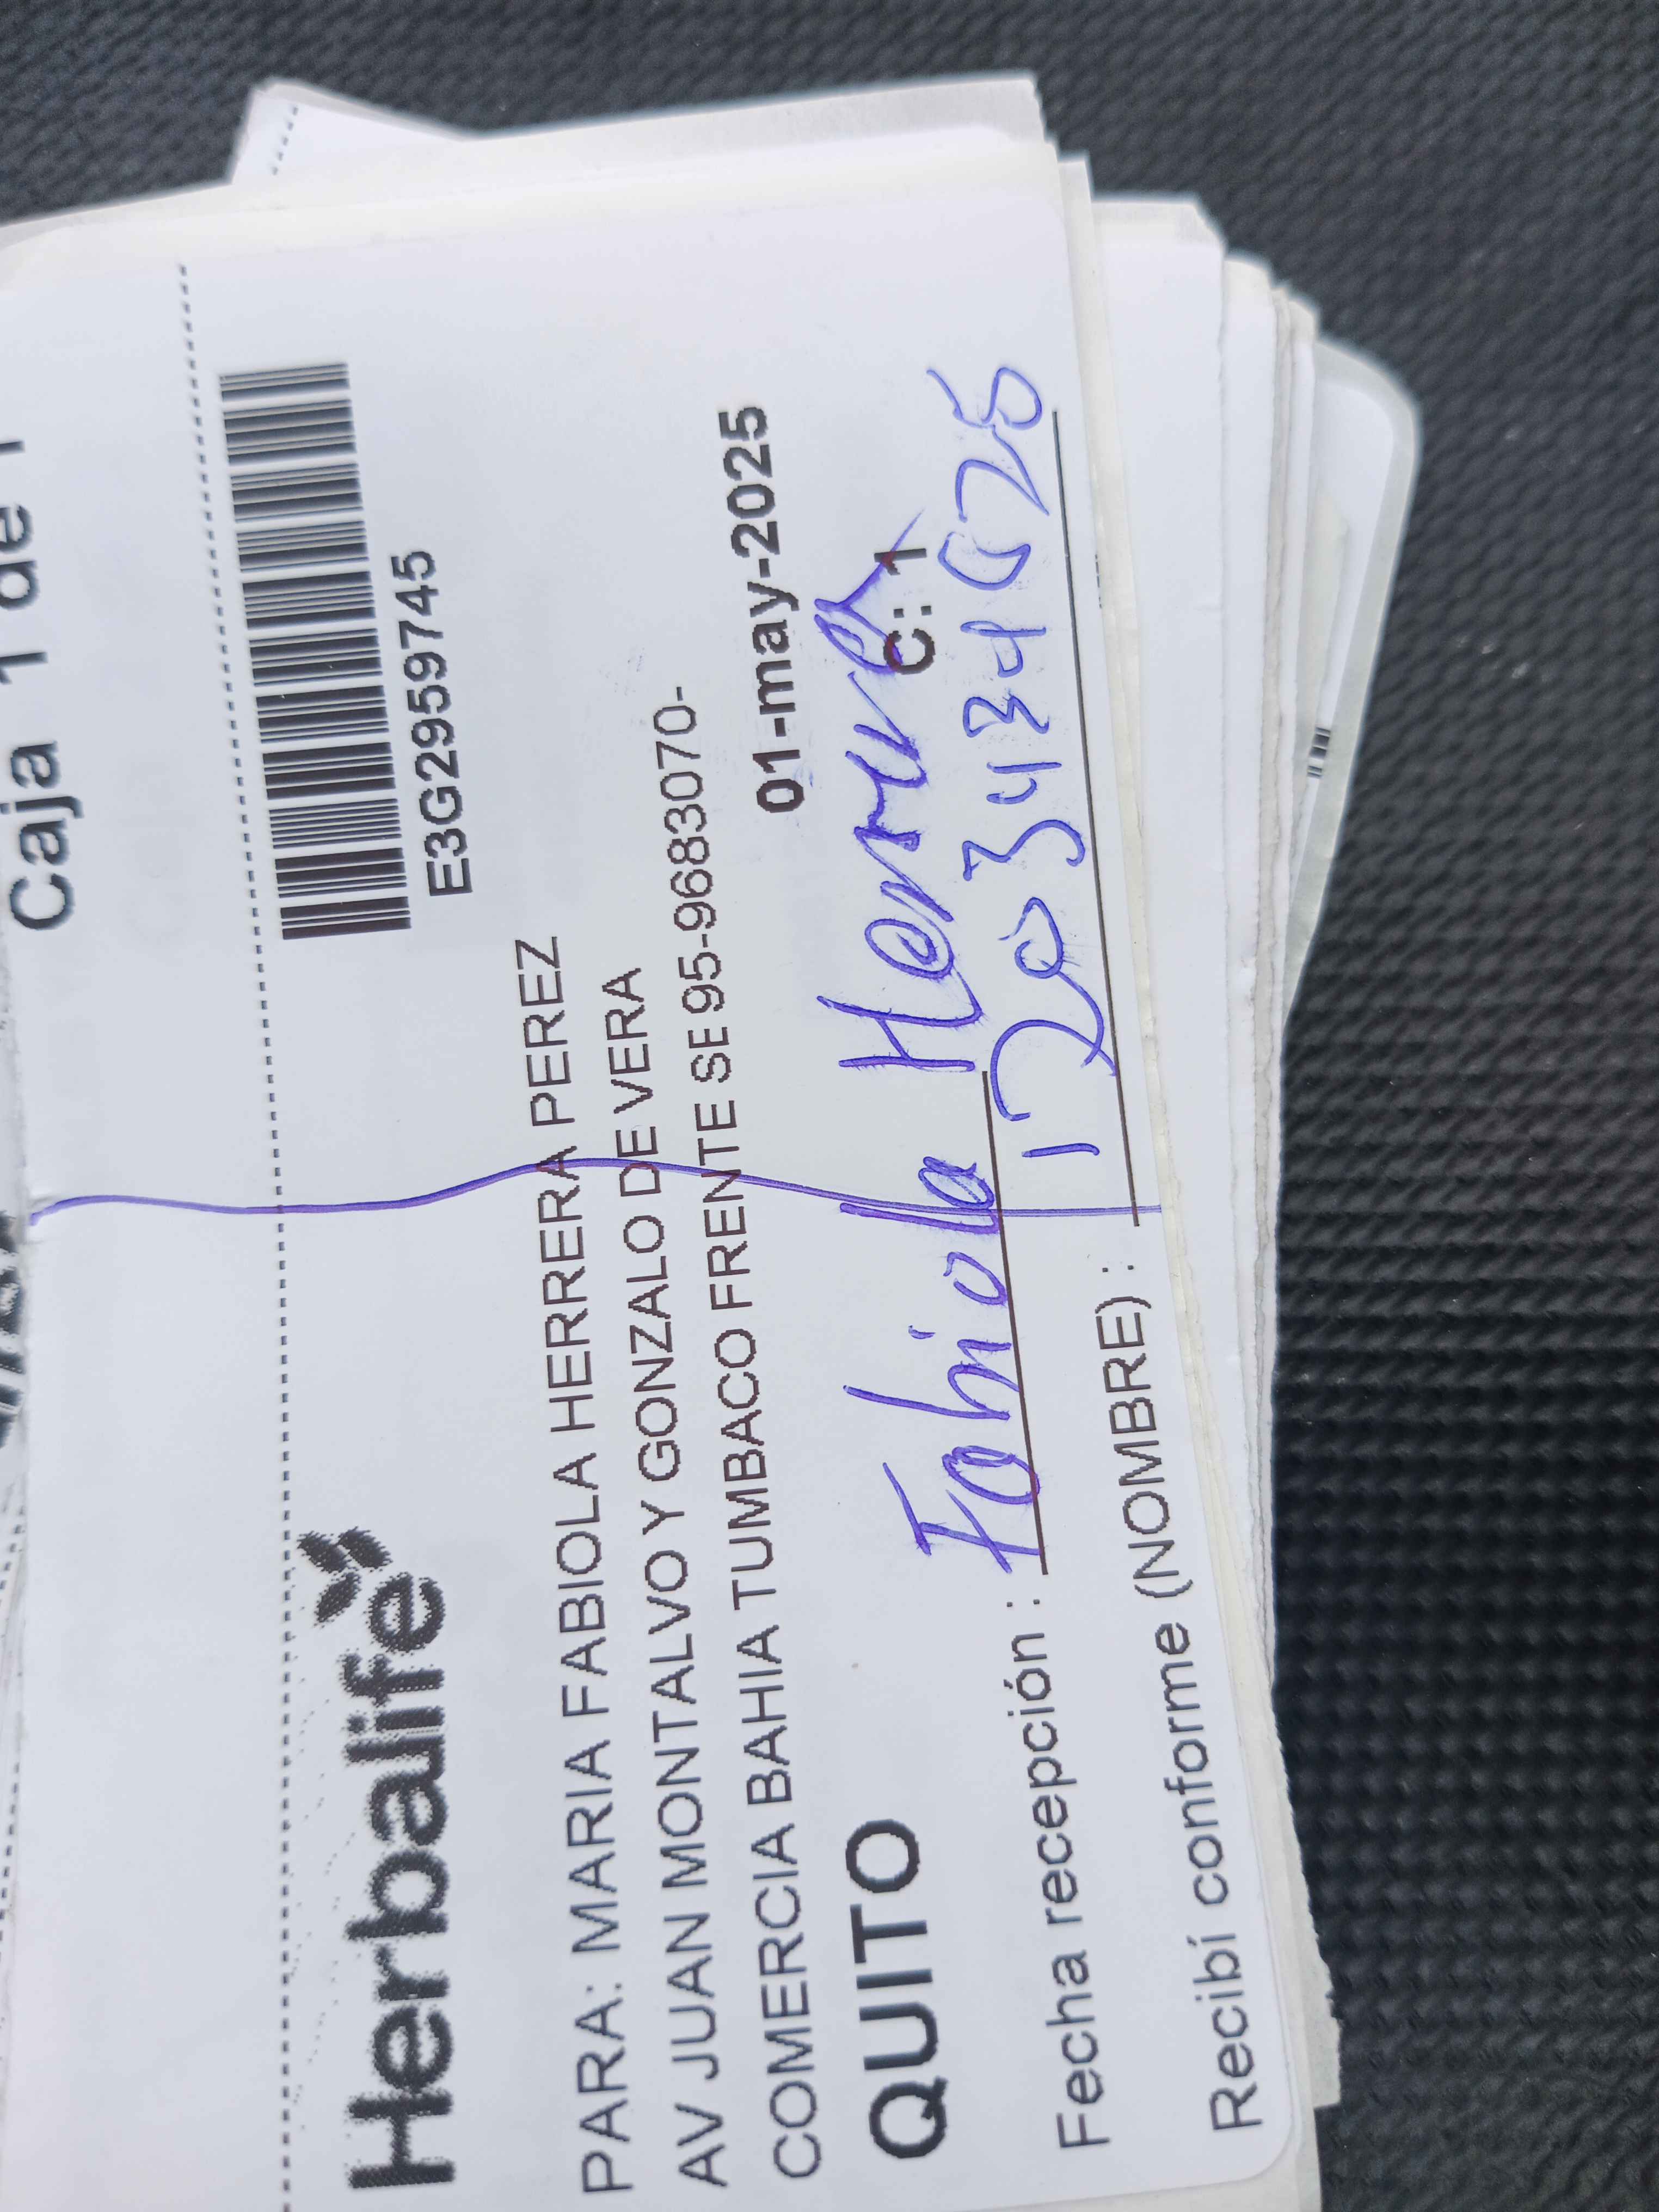 Caja 1 de 1
Herbalife
E3G2959745
PARA: MARIA FABIOLA HERRERA PEREZ
AV JUAN MONTALVO Y GONZALO DE VERA
COMERCIA BAHIA TUMBACO FRENTE SE 95-9683070-
QUITO
01-may-2025
C: 1
Fecha recepción : Fabiola Herrera
Recibí conforme (NOMBRE) :